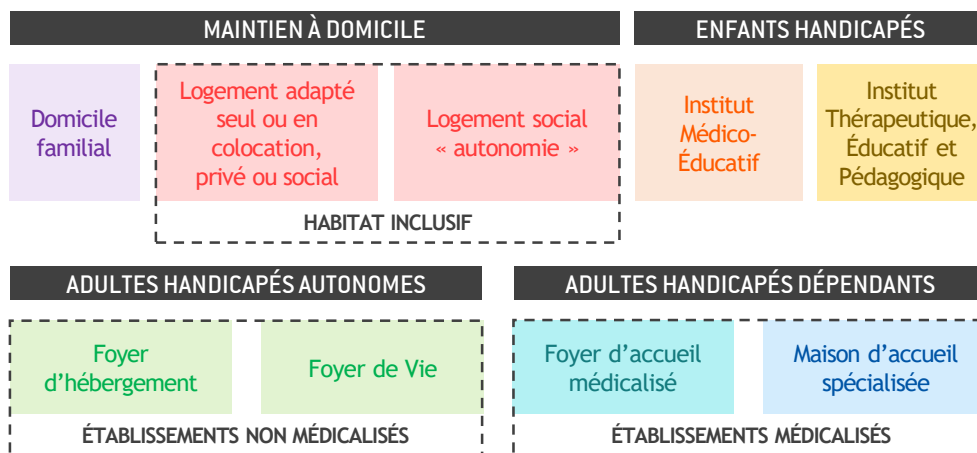 MAINTIEN À DOMICILE
Domicile
familial
Logement adapté
seul ou en
colocation,
privé ou social
Logement social
« autonomie »
HABITAT INCLUSIF
ENFANTS HANDICAPÉS
Institut
Médico-
Éducatif
Institut
Thérapeutique,
Éducatif et
Pédagogique
ADULTES HANDICAPÉS AUTONOMES
Foyer
d’hébergement
Foyer de Vie
ÉTABLISSEMENTS NON MÉDICALISÉS
ADULTES HANDICAPÉS DÉPENDANTS
Foyer d’accueil
médicalisé
Maison d’accueil
spécialisée
ÉTABLISSEMENTS MÉDICALISÉS